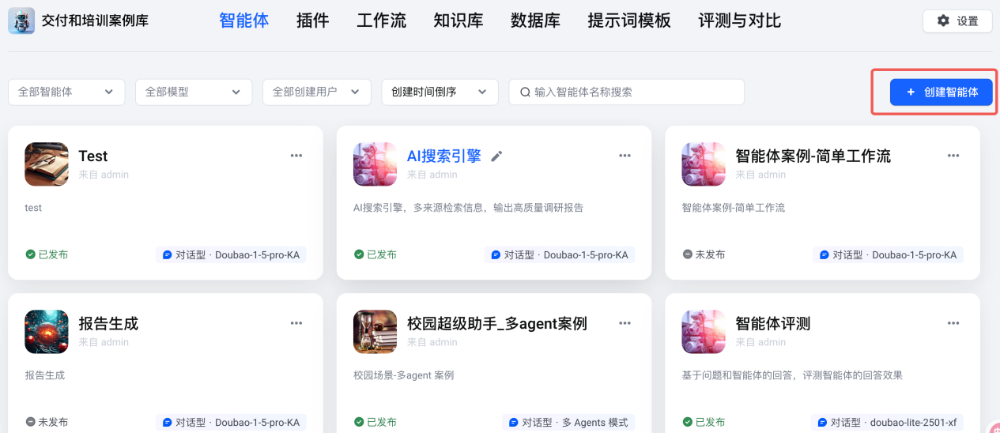 交付和培训案例库
智能体 插件 工作流 知识库 数据库 提示词模板 评测与对比
设置
全部智能体 全部模型 全部创建用户 创建时间倒序 输入智能体名称搜索
+ 创建智能体
Test
来自 admin
test
已发布 对话型 · Doubao-1-5-pro-KA
AI搜索引擎
来自 admin
AI搜索引擎，多来源检索信息，输出高质量调研报告
已发布 对话型 · Doubao-1-5-pro-KA
智能体案例-简单工作流
来自 admin
智能体案例-简单工作流
未发布 对话型 · Doubao-1-5-pro-KA
报告生成
来自 admin
报告生成
未发布 对话型 · Doubao-1-5-pro-KA
校园超级助手_多agent案例
来自 admin
校园场景-多agent 案例
已发布 对话型 · 多 Agents 模式
智能体评测
来自 admin
基于问题和智能体的回答，评测智能体的回答效果
已发布 对话型 · doubao-lite-2501-xf